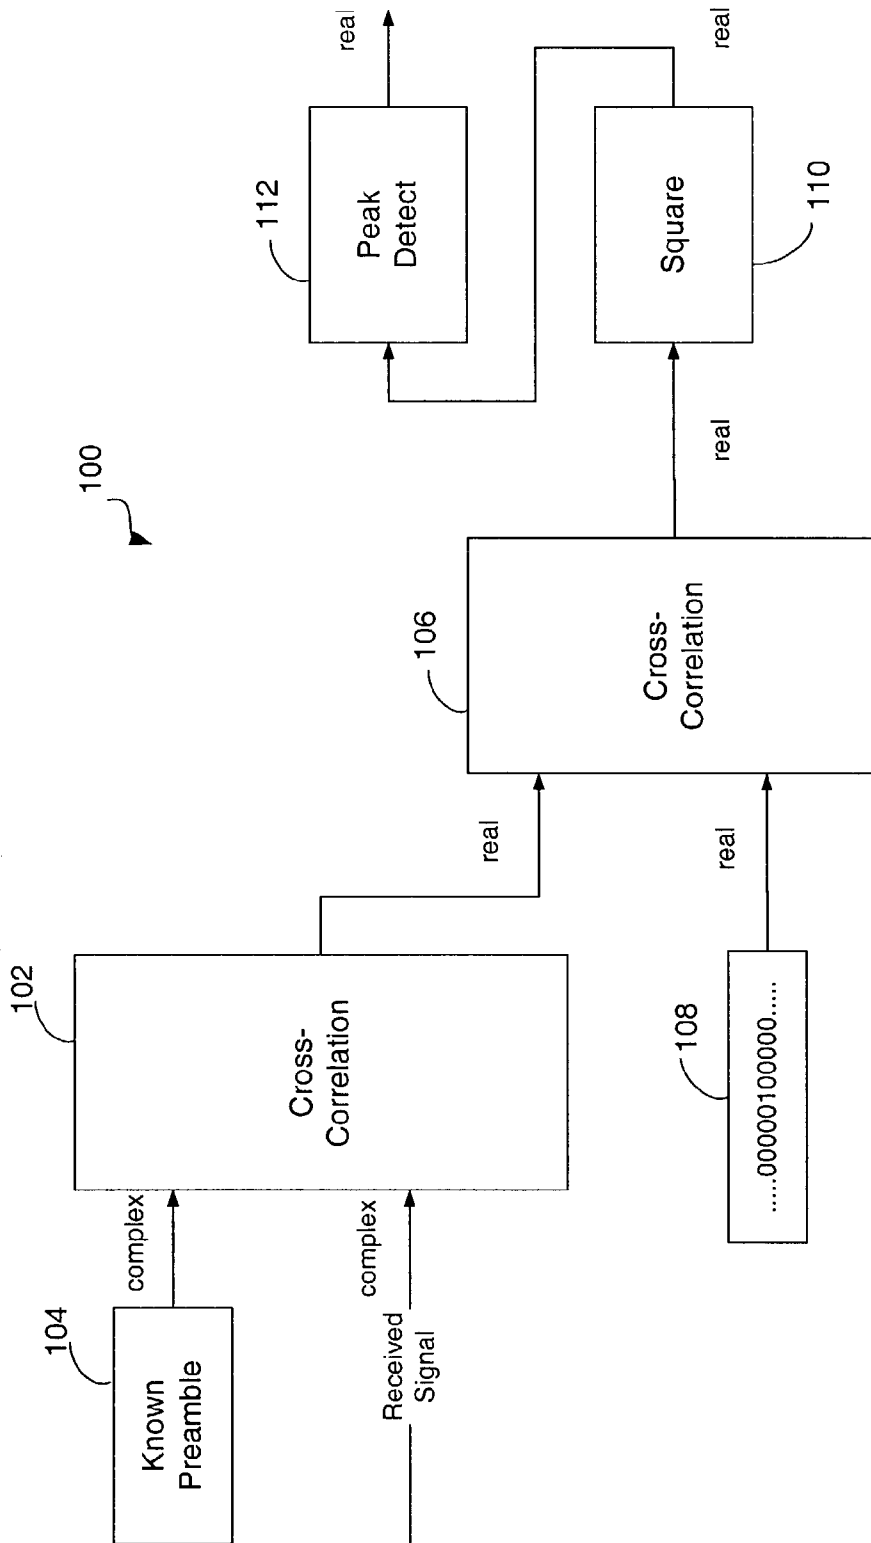 100
104
Known
Preamble
complex
Received
Signal
complex
102
Cross-
Correlation
real
108
.....00000100000.....
real
106
Cross-
Correlation
real
Square
110
real
112
Peak
Detect
real